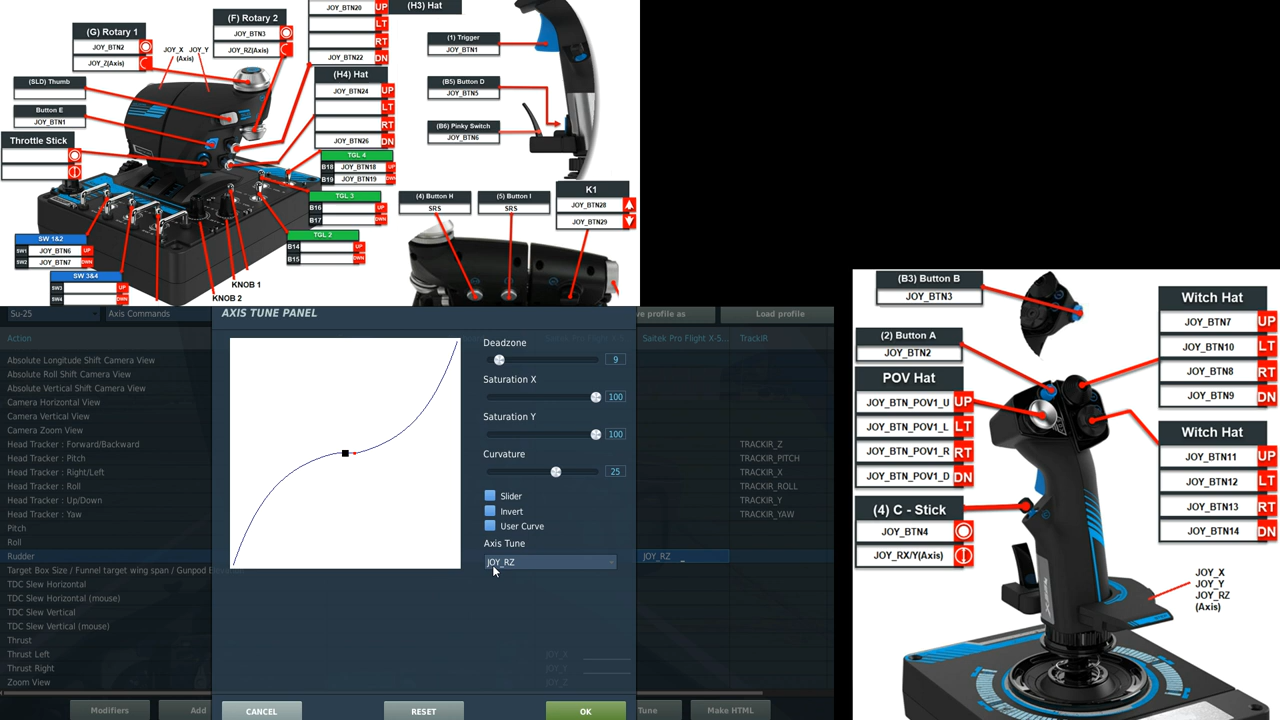 (G) Rotary 1
JOY_BTN2
JOY_Z(Axis)
JOY_X JOY_Y
(Axis)
(F) Rotary 2
JOY_BTN3
JOY_RZ(Axis)
JOY_BTN20 UP
LT
RT
JOY_BTN22 DN
(H3) Hat
(H4) Hat
JOY_BTN24 UP
LT
RT
JOY_BTN26 DN
(SLD) Thumb
Button E
JOY_BTN1
Throttle Stick
TGL 4
B18 JOY_BTN18 UP
B19 JOY_BTN19 DWN
TGL 3
B16 UP
B17 DWN
TGL 2
B14 UP
B15 DWN
SW 1&2
SW1 JOY_BTN6 UP
SW2 JOY_BTN7 DWN
SW 3&4
SW3 UP
SW4 DWN
KNOB 1
KNOB 2
(1) Trigger
JOY_BTN1
(B5) Button D
JOY_BTN5
(B6) Pinky Switch
JOY_BTN6
(4) Button H
SRS
(5) Button I
SRS
K1
JOY_BTN28
JOY_BTN29
Su-25
Axis Commands
AXIS TUNE PANEL
ve profile as
Load profile
Action
Saitek Pro Flight X-5...
TrackIR
Absolute Longitude Shift Camera View
Absolute Roll Shift Camera View
Absolute Vertical Shift Camera View
Camera Horizontal View
Camera Vertical View
Camera Zoom View
Head Tracker : Forward/Backward TRACKIR_Z
Head Tracker : Pitch TRACKIR_PITCH
Head Tracker : Right/Left TRACKIR_X
Head Tracker : Roll TRACKIR_ROLL
Head Tracker : Up/Down TRACKIR_Y
Head Tracker : Yaw TRACKIR_YAW
Pitch
Roll
Rudder JOY_RZ
Target Box Size / Funnel target wing span / Gunpod El
TDC Slew Horizontal
TDC Slew Horizontal (mouse)
TDC Slew Vertical
TDC Slew Vertical (mouse)
Thrust
Thrust Left JOY_X
Thrust Right JOY_Y
Zoom View JOY_Z
Deadzone
9
Saturation X
100
Saturation Y
100
Curvature
25
Slider
Invert
User Curve
Axis Tune
JOY_RZ
Modifiers
Add
CANCEL
RESET
OK
Tune
Make HTML
(B3) Button B
JOY_BTN3
(2) Button A
JOY_BTN2
POV Hat
JOY_BTN_POV1_U UP
JOY_BTN_POV1_L LT
JOY_BTN_POV1_R RT
JOY_BTN_POV1_D DN
(4) C - Stick
JOY_BTN4
JOY_RX/Y(Axis)
Witch Hat
JOY_BTN7 UP
JOY_BTN10 LT
JOY_BTN8 RT
JOY_BTN9 DN
Witch Hat
JOY_BTN11 UP
JOY_BTN12 LT
JOY_BTN13 RT
JOY_BTN14 DN
JOY_X
JOY_Y
JOY_RZ
(Axis)